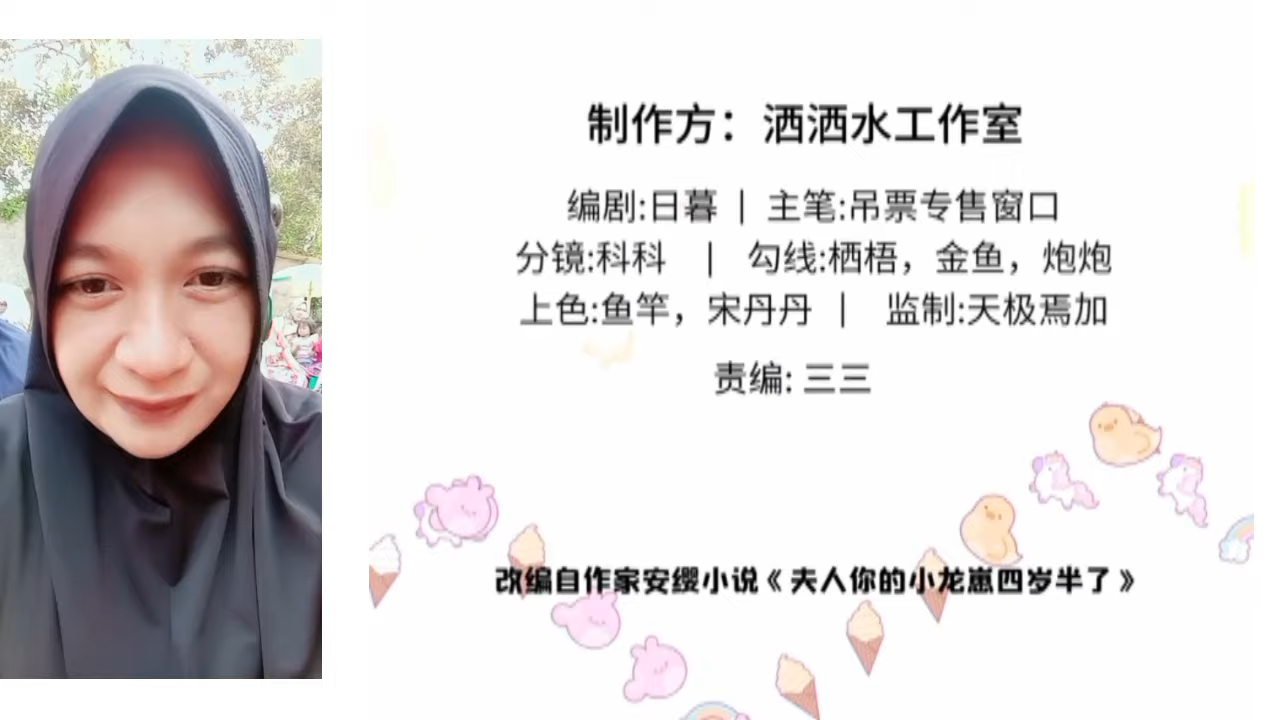 制作方：洒洒水工作室
编剧:日暮 | 主笔:吊票专售窗口
分镜:科科 | 勾线:栖梧，金鱼，炮炮
上色:鱼竿，宋丹丹 | 监制:天极焉加
责编: 三三
改编自作家安缨小说《夫人你的小龙崽四岁半了》